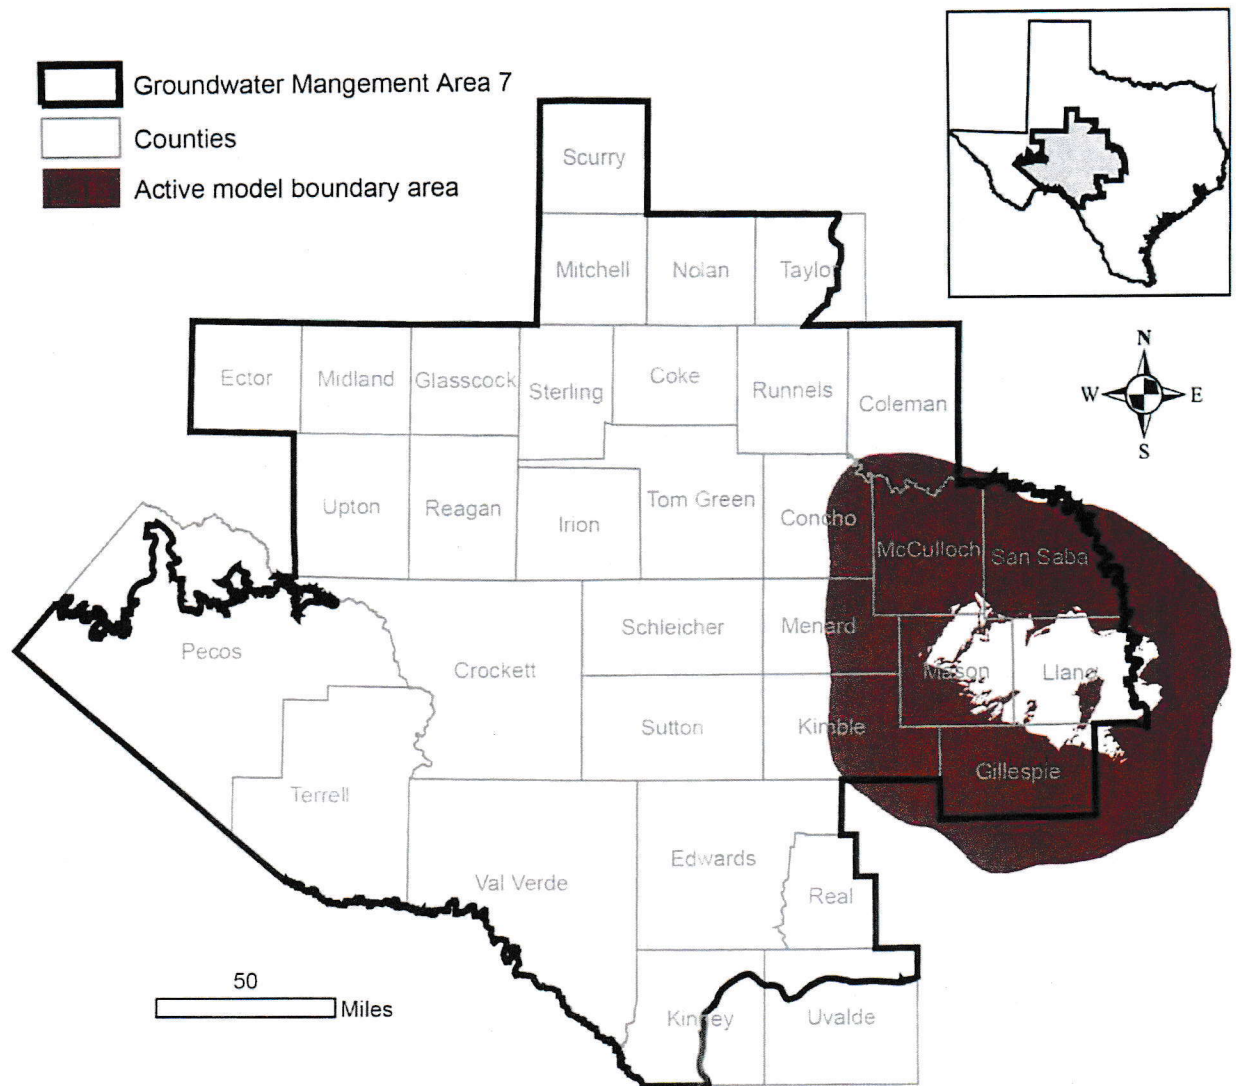 Groundwater Mangement Area 7
Counties
Active model boundary area
Scurry
Mitchell
Nolan
Taylor
Ector
Midland
Glasscock
Sterling
Coke
Runnels
Coleman
Upton
Reagan
Irion
Tom Green
Concho
McCulloch
San Saba
Pecos
Crockett
Schleicher
Menard
Mason
Llano
Sutton
Kimble
Gillespie
Terrell
Val Verde
Edwards
Real
Kinney
Uvalde
N
W
E
S
50
Miles